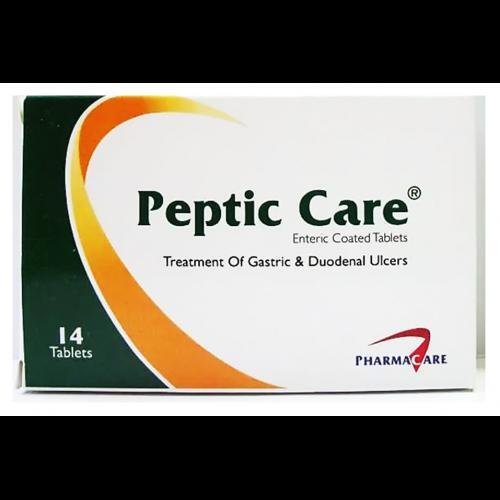 Peptic Care®
Enteric Coated Tablets
Treatment Of Gastric & Duodenal Ulcers
14
Tablets
PHARMACARE